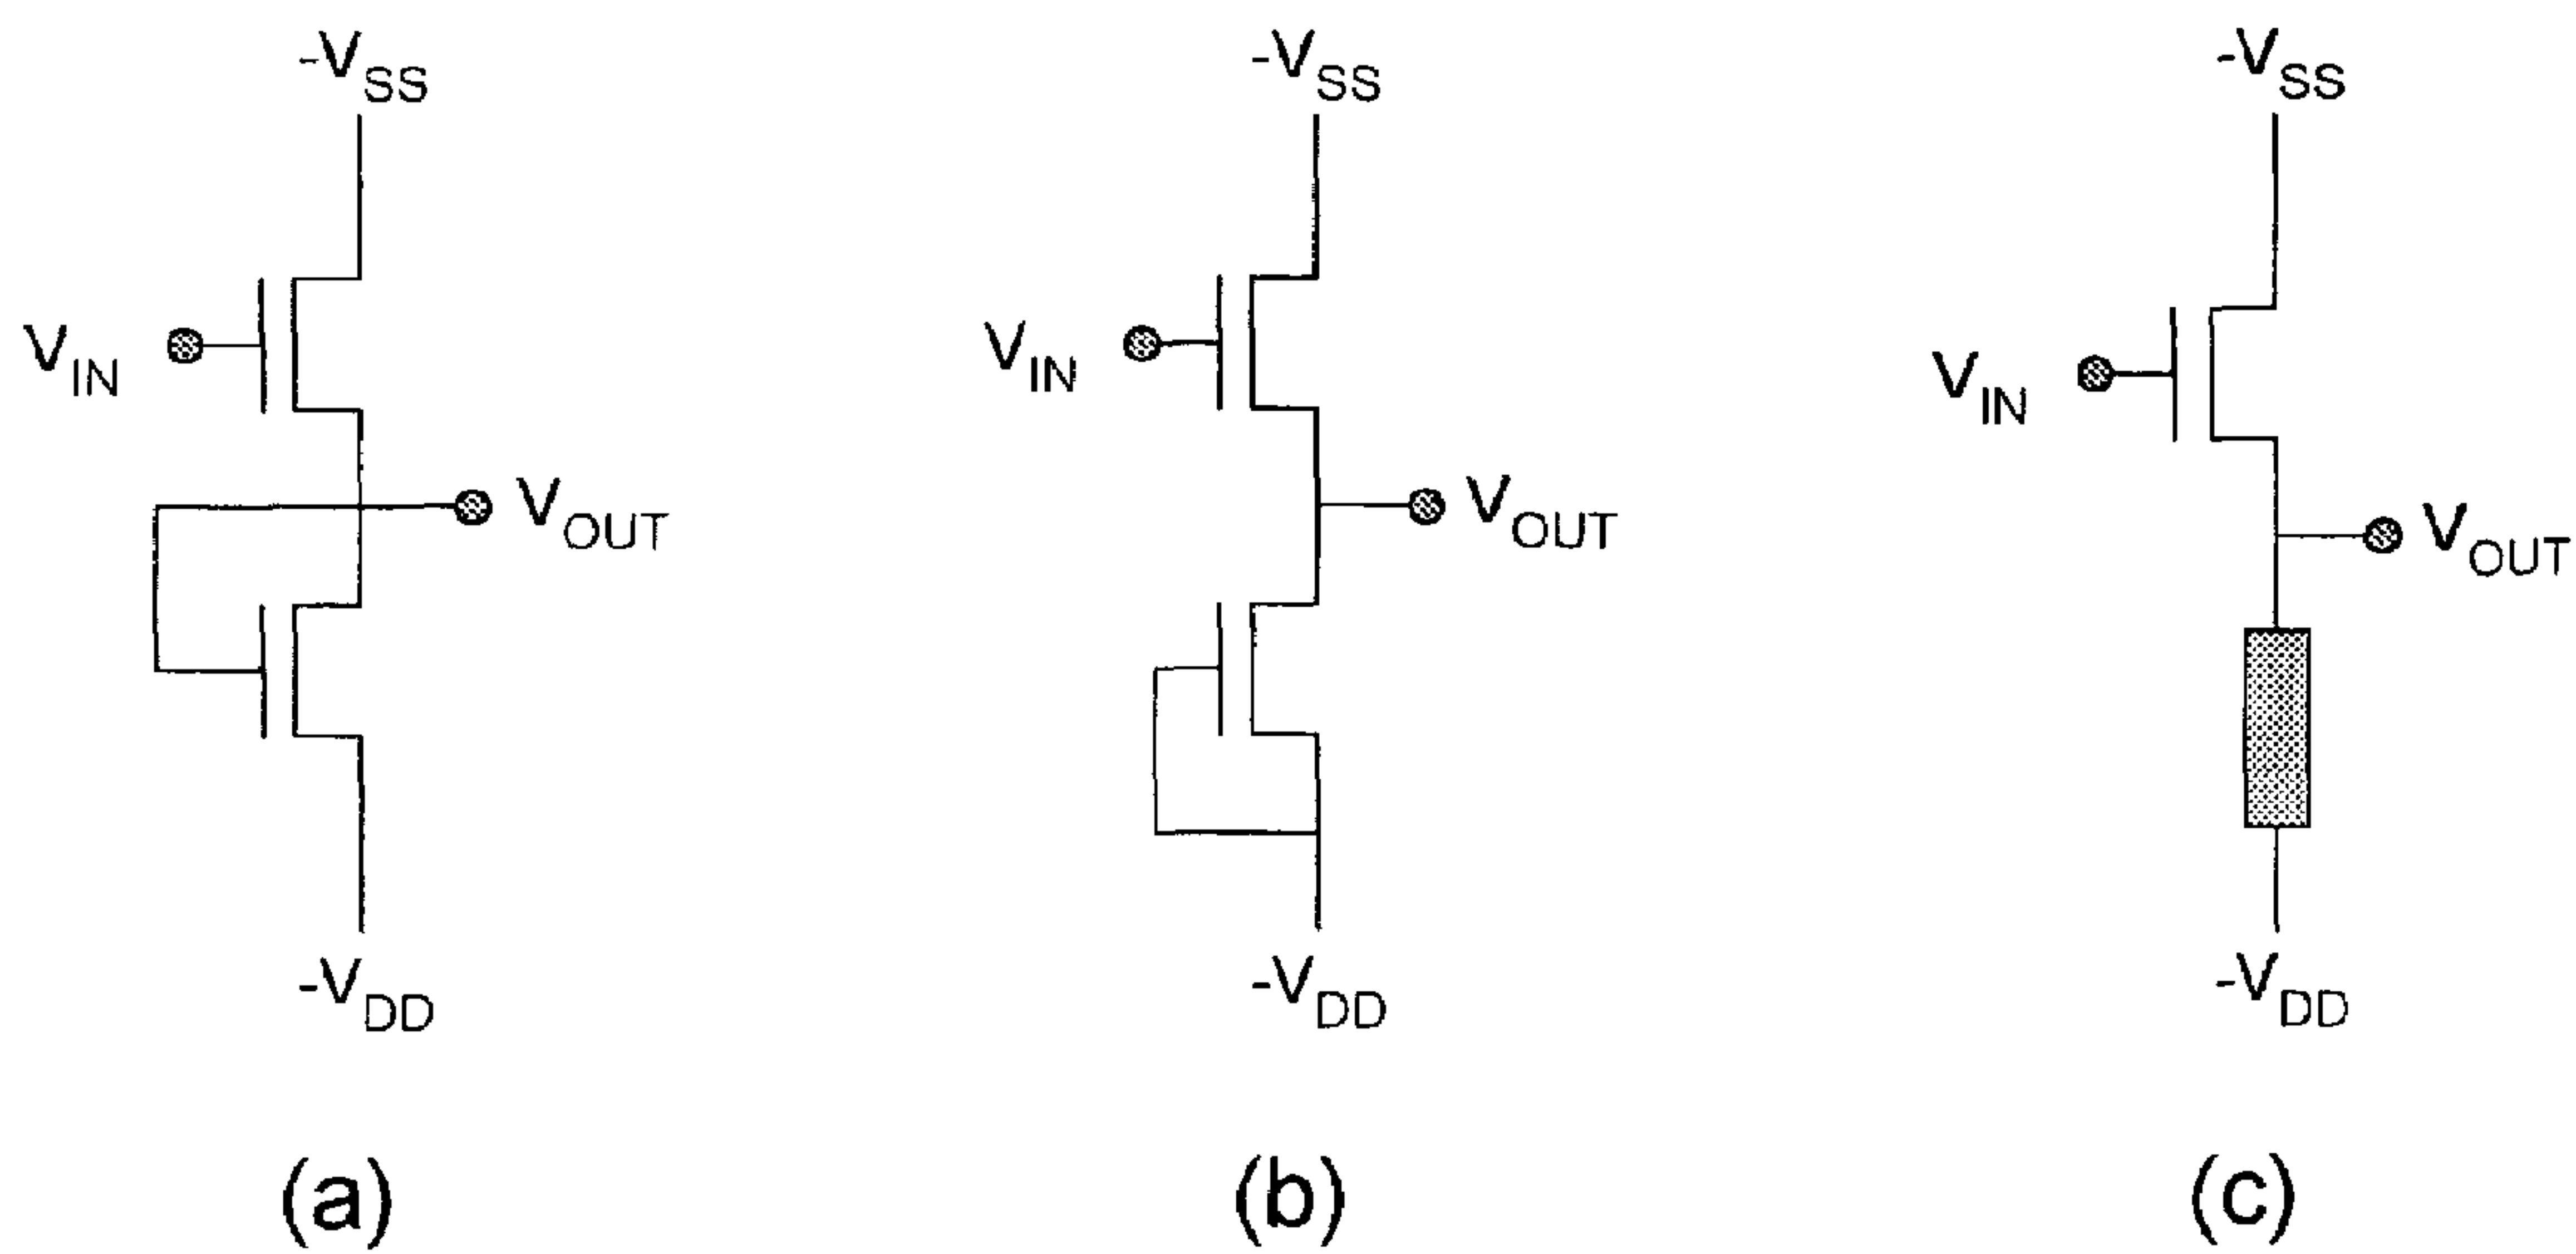 -VSS -VSS -VSS
VIN VIN VIN
VOUT VOUT VOUT
-VDD -VDD -VDD
(a) (b) (c)